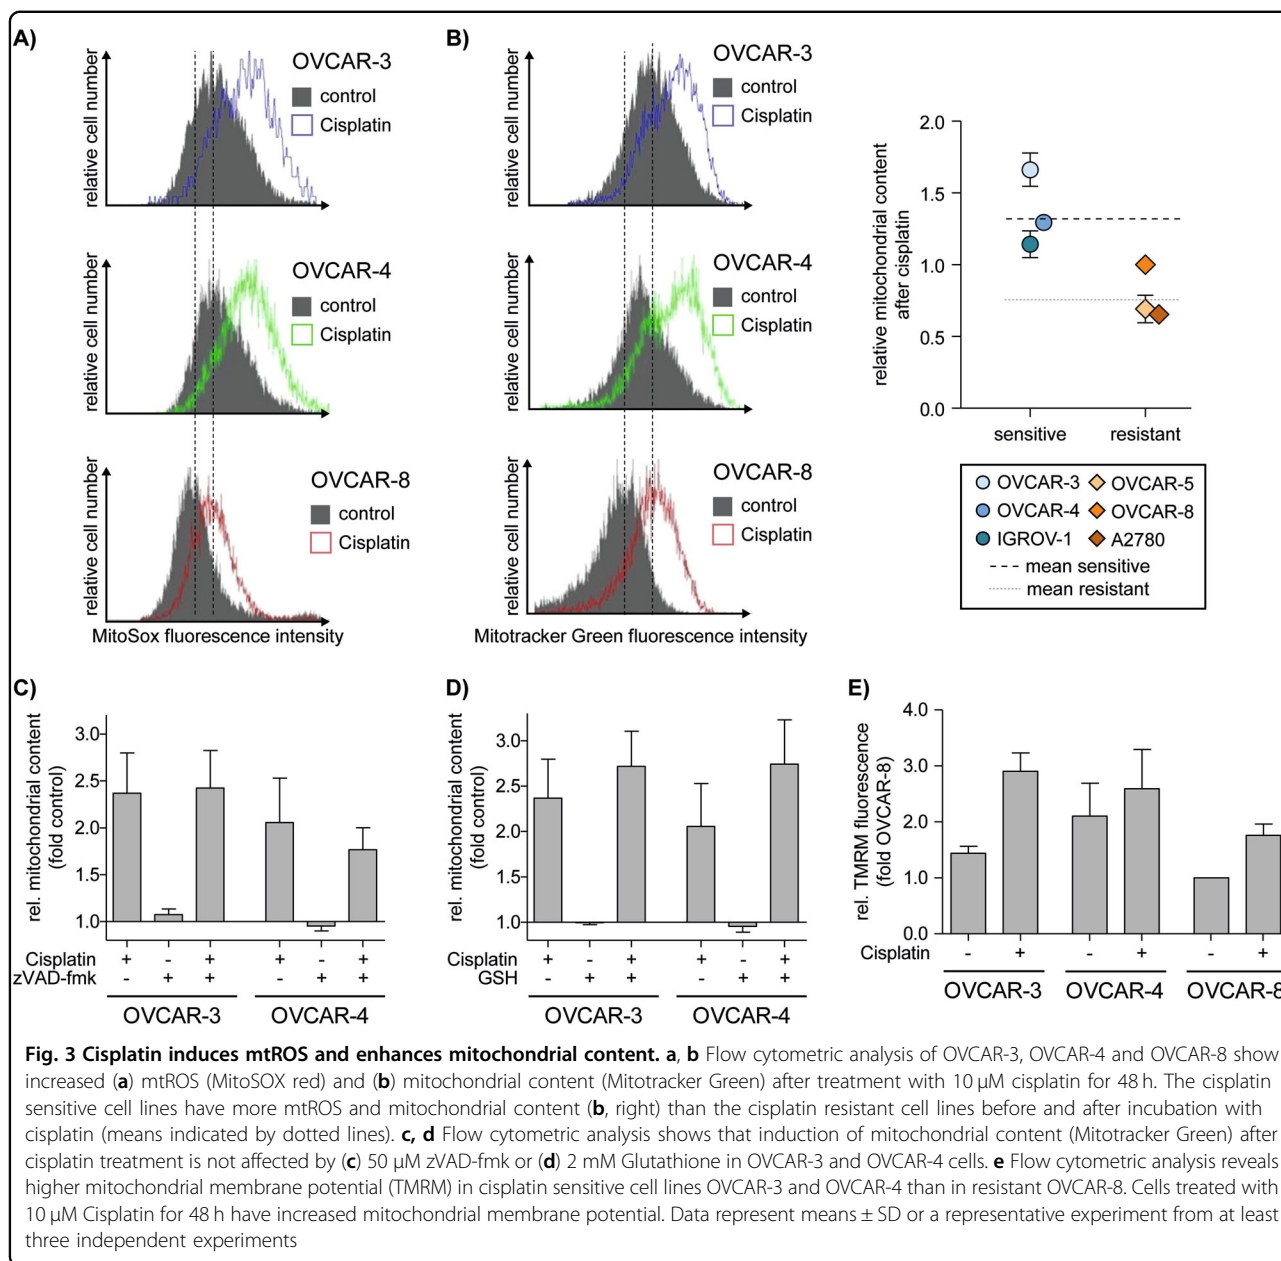 A)
relative cell number
OVCAR-3
control
Cisplatin
relative cell number
OVCAR-4
control
Cisplatin
relative cell number
OVCAR-8
control
Cisplatin
MitoSox fluorescence intensity
B)
relative cell number
OVCAR-3
control
Cisplatin
relative cell number
OVCAR-4
control
Cisplatin
relative cell number
OVCAR-8
control
Cisplatin
Mitotracker Green fluorescence intensity
relative mitochondrial content
after cisplatin
2.0
1.5
1.0
0.5
0.0
sensitive resistant
OVCAR-3 OVCAR-5
OVCAR-4 OVCAR-8
IGROV-1 A2780
mean sensitive
mean resistant
C)
rel. mitochondrial content
(fold control)
3.0
2.5
2.0
1.5
1.0
Cisplatin + - + + - +
zVAD-fmk - + + - + +
OVCAR-3 OVCAR-4
D)
rel. mitochondrial content
(fold control)
3.0
2.5
2.0
1.5
1.0
Cisplatin + - + + - +
GSH - + + - + +
OVCAR-3 OVCAR-4
E)
rel. TMRM fluorescence
(fold OVCAR-8)
4.0
3.0
2.0
1.0
0.0
Cisplatin - + - + - +
OVCAR-3 OVCAR-4 OVCAR-8
Fig. 3 Cisplatin induces mtROS and enhances mitochondrial content. a, b Flow cytometric analysis of OVCAR-3, OVCAR-4 and OVCAR-8 show
increased (a) mtROS (MitoSOX red) and (b) mitochondrial content (Mitotracker Green) after treatment with 10 µM cisplatin for 48 h. The cisplatin
sensitive cell lines have more mtROS and mitochondrial content (b, right) than the cisplatin resistant cell lines before and after incubation with
cisplatin (means indicated by dotted lines). c, d Flow cytometric analysis shows that induction of mitochondrial content (Mitotracker Green) after
cisplatin treatment is not affected by (c) 50 µM zVAD-fmk or (d) 2 mM Glutathione in OVCAR-3 and OVCAR-4 cells. e Flow cytometric analysis reveals
higher mitochondrial membrane potential (TMRM) in cisplatin sensitive cell lines OVCAR-3 and OVCAR-4 than in resistant OVCAR-8. Cells treated with
10 µM Cisplatin for 48 h have increased mitochondrial membrane potential. Data represent means ± SD or a representative experiment from at least
three independent experiments